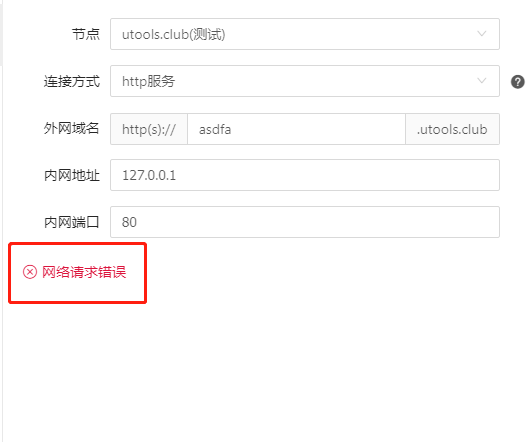 节点 utools.club(测试)
连接方式 http服务
外网域名 http(s):// asdfa .utools.club
内网地址 127.0.0.1
内网端口 80
网络请求错误